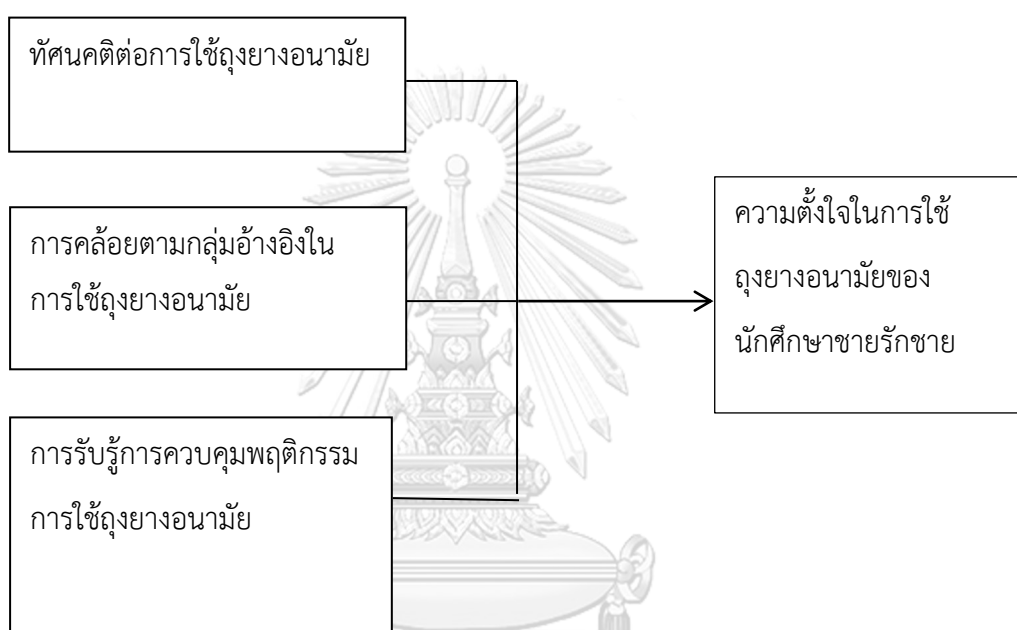 ทัศนคติต่อการใช้ถุงยางอนามัย
การคล้อยตามกลุ่มอ้างอิงใน
การใช้ถุงยางอนามัย
การรับรู้การควบคุมพฤติกรรม
การใช้ถุงยางอนามัย
ความตั้งใจในการใช้
ถุงยางอนามัยของ
นักศึกษาชายรักชาย